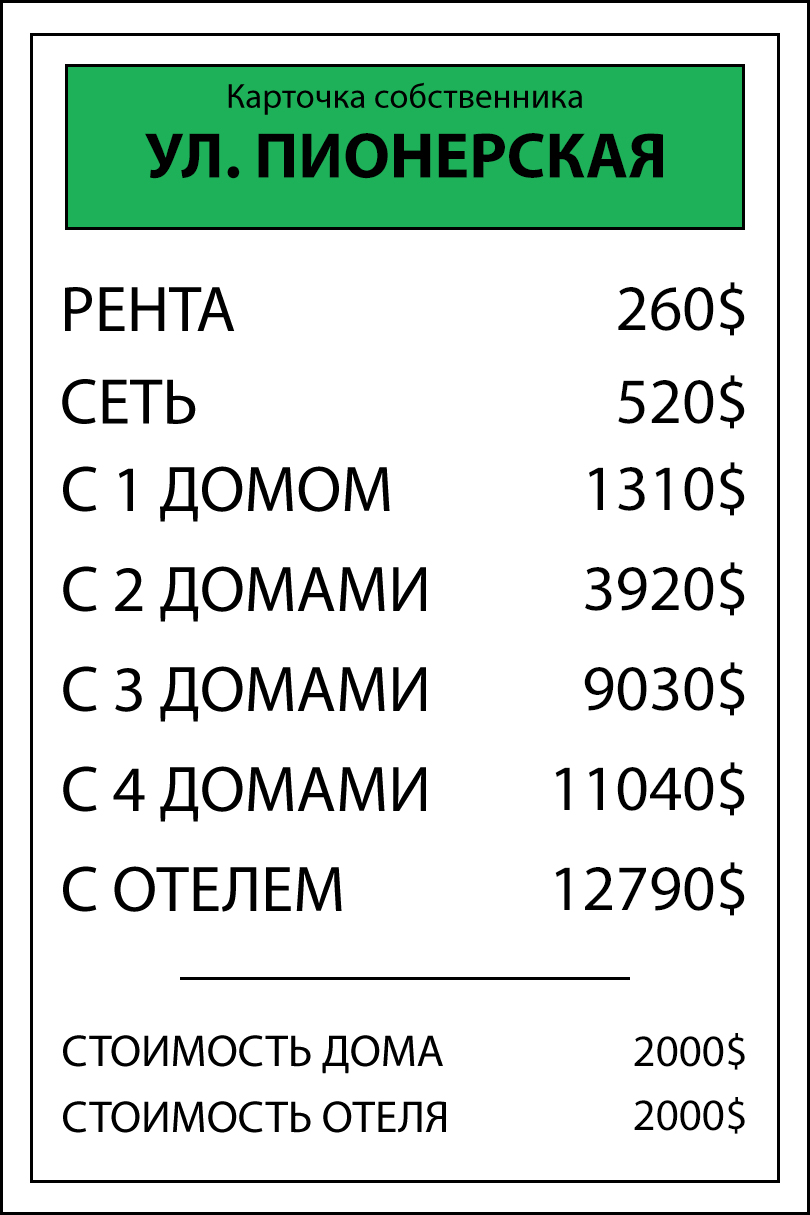 Карточка собственника
УЛ. ПИОНЕРСКАЯ
РЕНТА 260$
СЕТЬ 520$
С 1 ДОМОМ 1310$
С 2 ДОМАМИ 3920$
С 3 ДОМАМИ 9030$
С 4 ДОМАМИ 11040$
С ОТЕЛЕМ 12790$
СТОИМОСТЬ ДОМА 2000$
СТОИМОСТЬ ОТЕЛЯ 2000$